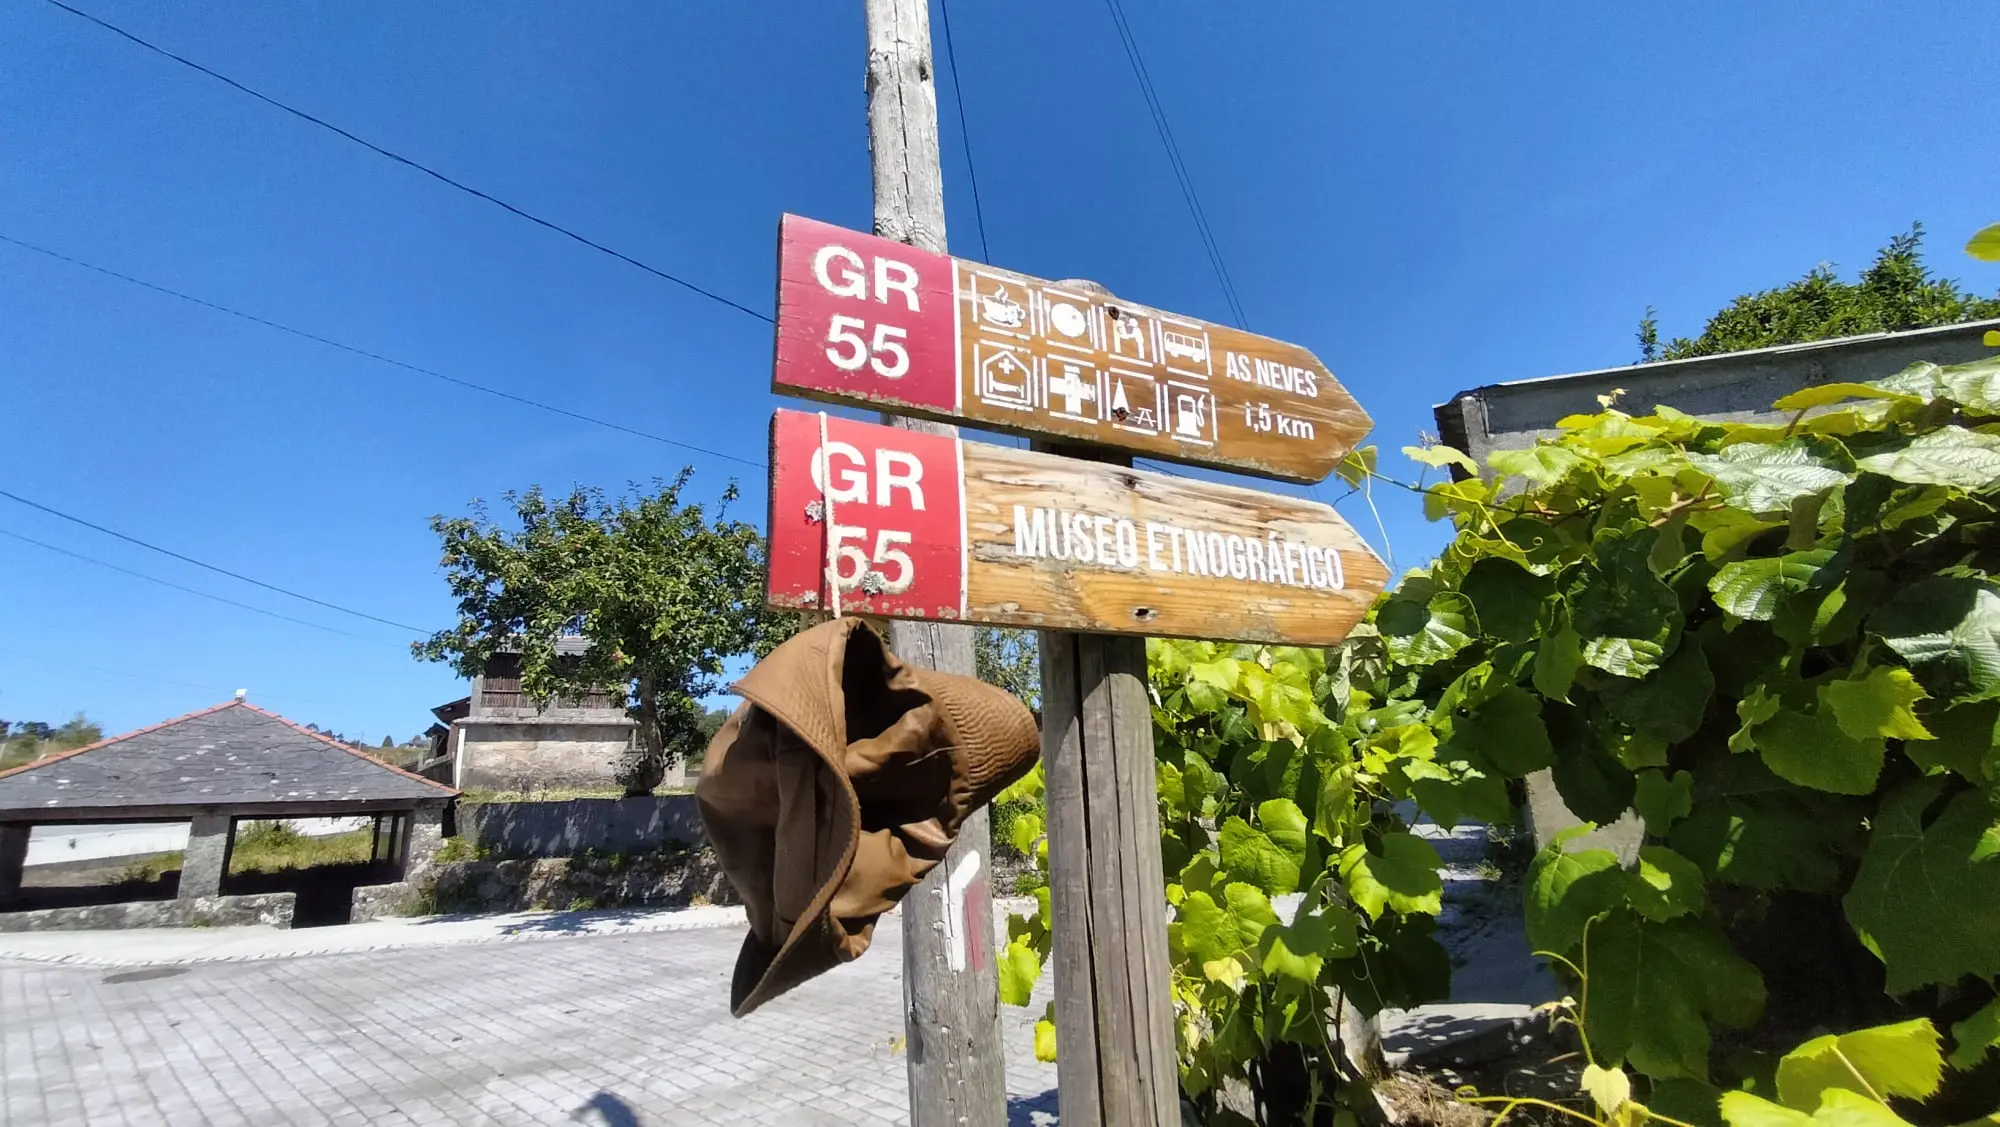 GR
55
AS NEVES
1,5 km
GR
55
MUSEO ETNOGRÁFICO